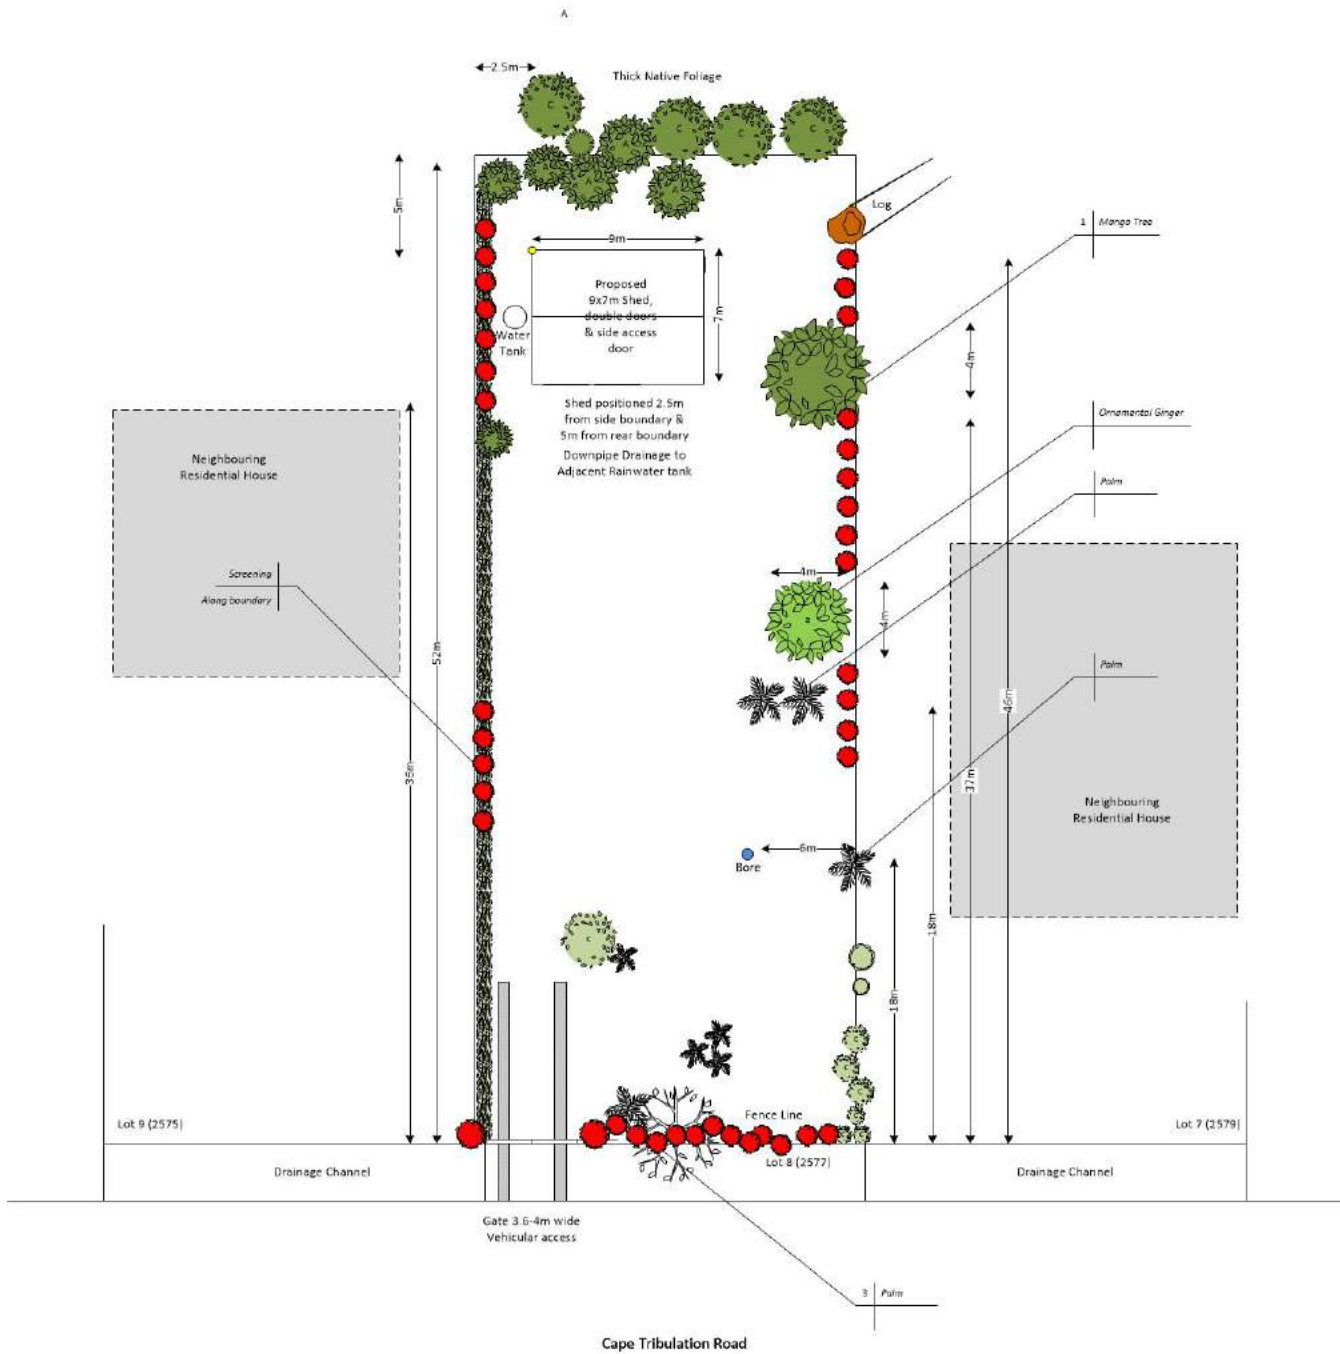 A
2.5m
Thick Native Foliage
5m
Log
1 Mango Tree
9m
Proposed
9x7m Shed,
double doors
& side access
door
7m
Water
Tank
4m
Shed positioned 2.5m
from side boundary &
5m from rear boundary
Downpipe Drainage to
Adjacent Rainwater tank
Ornamental Ginger
Neighbouring
Residential House
Palm
Screening
Along boundary
4m
4m
52m
Palm
46m
36m
37m
Neighbouring
Residential House
6m
Bore
18m
18m
Fence Line
Lot 9 (2575)
Lot 7 (2579)
Lot 8 (2577)
Drainage Channel
Drainage Channel
Gate 3.6-4m wide
Vehicular access
3 Palm
Cape Tribulation Road